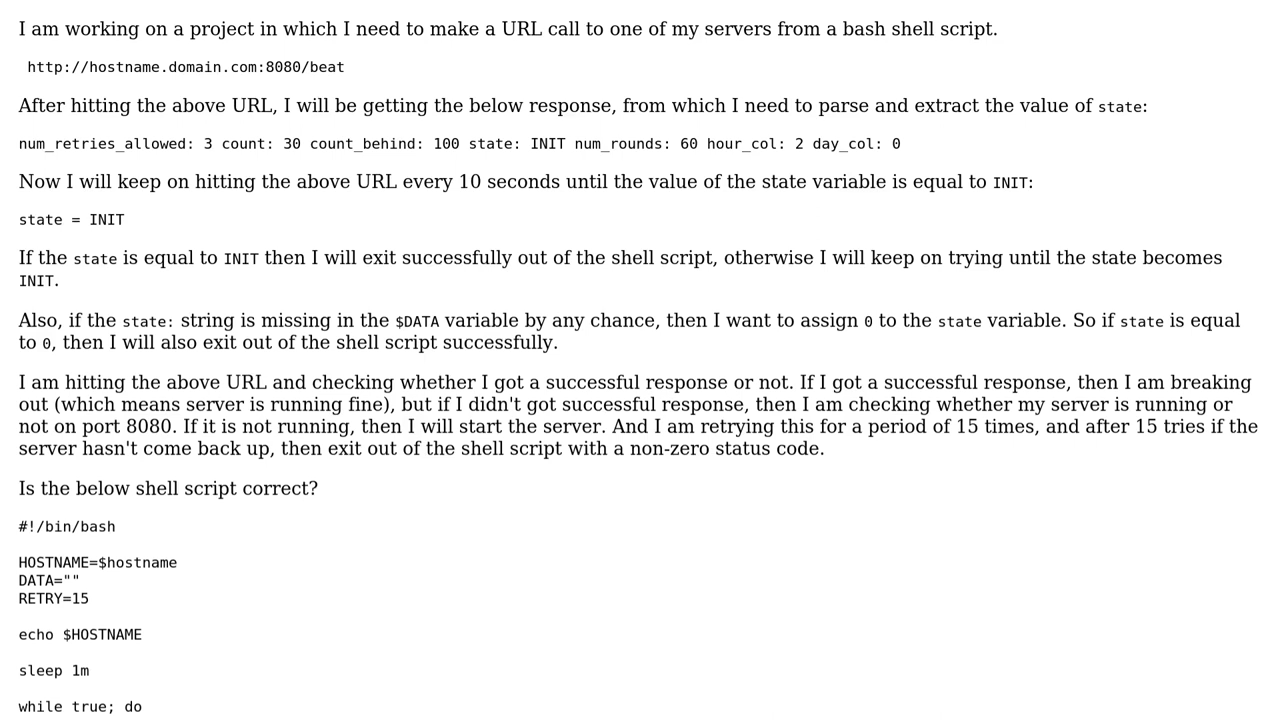 I am working on a project in which I need to make a URL call to one of my servers from a bash shell script.
http://hostname.domain.com:8080/beat
After hitting the above URL, I will be getting the below response, from which I need to parse and extract the value of state:
num_retries_allowed: 3 count: 30 count_behind: 100 state: INIT num_rounds: 60 hour_col: 2 day_col: 0
Now I will keep on hitting the above URL every 10 seconds until the value of the state variable is equal to INIT:
state = INIT
If the state is equal to INIT then I will exit successfully out of the shell script, otherwise I will keep on trying until the state becomes
INIT.
Also, if the state: string is missing in the $DATA variable by any chance, then I want to assign 0 to the state variable. So if state is equal
to 0, then I will also exit out of the shell script successfully.
I am hitting the above URL and checking whether I got a successful response or not. If I got a successful response, then I am breaking
out (which means server is running fine), but if I didn't got successful response, then I am checking whether my server is running or
not on port 8080. If it is not running, then I will start the server. And I am retrying this for a period of 15 times, and after 15 tries if the
server hasn't come back up, then exit out of the shell script with a non-zero status code.
Is the below shell script correct?
#!/bin/bash
HOSTNAME=$hostname
DATA=""
RETRY=15
echo $HOSTNAME
sleep 1m
while true; do